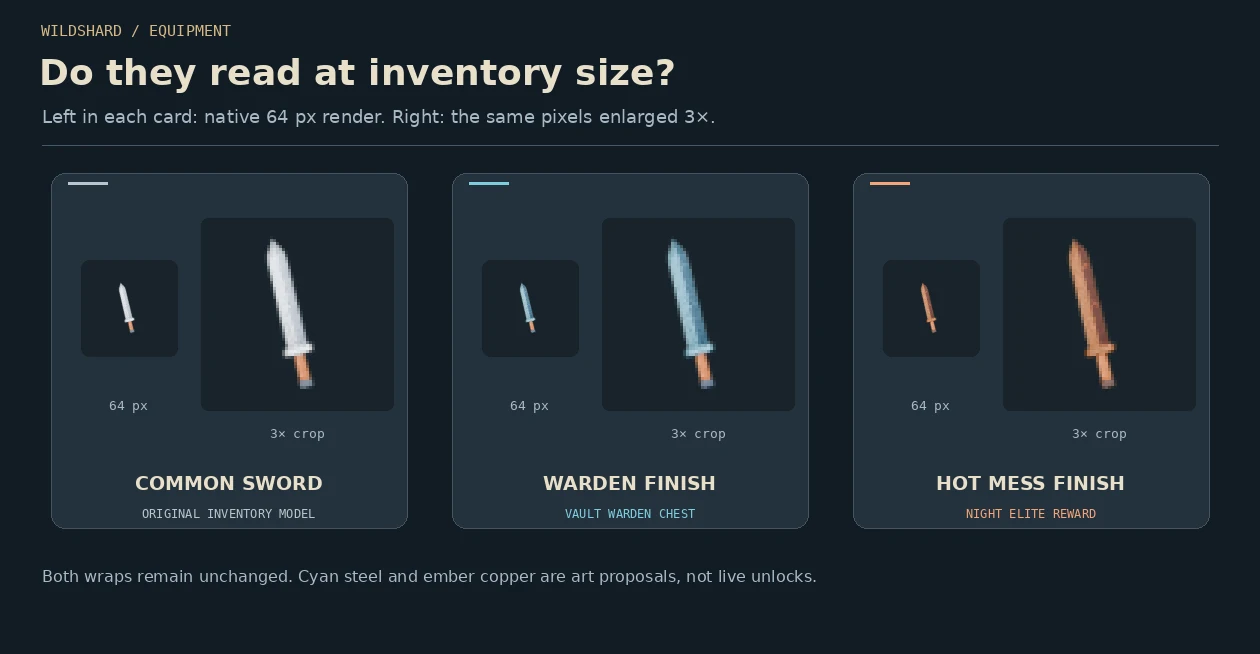 WILDSHARD / EQUIPMENT
Do they read at inventory size?
Left in each card: native 64 px render. Right: the same pixels enlarged 3×.
64 px
3× crop
COMMON SWORD
ORIGINAL INVENTORY MODEL
64 px
3× crop
WARDEN FINISH
VAULT WARDEN CHEST
64 px
3× crop
HOT MESS FINISH
NIGHT ELITE REWARD
Both wraps remain unchanged. Cyan steel and ember copper are art proposals, not live unlocks.